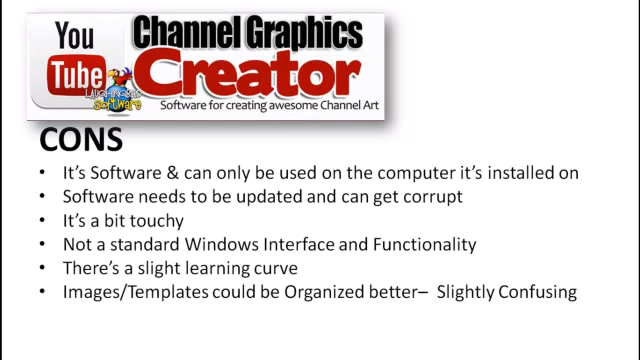 You Tube
Channel Graphics
Creator
LAUGHINGBIRD
Software
Software for creating awesome Channel Art
CONS
• It's Software & can only be used on the computer it's installed on
• Software needs to be updated and can get corrupt
• It's a bit touchy
• Not a standard Windows Interface and Functionality
• There's a slight learning curve
• Images/Templates could be Organized better– Slightly Confusing